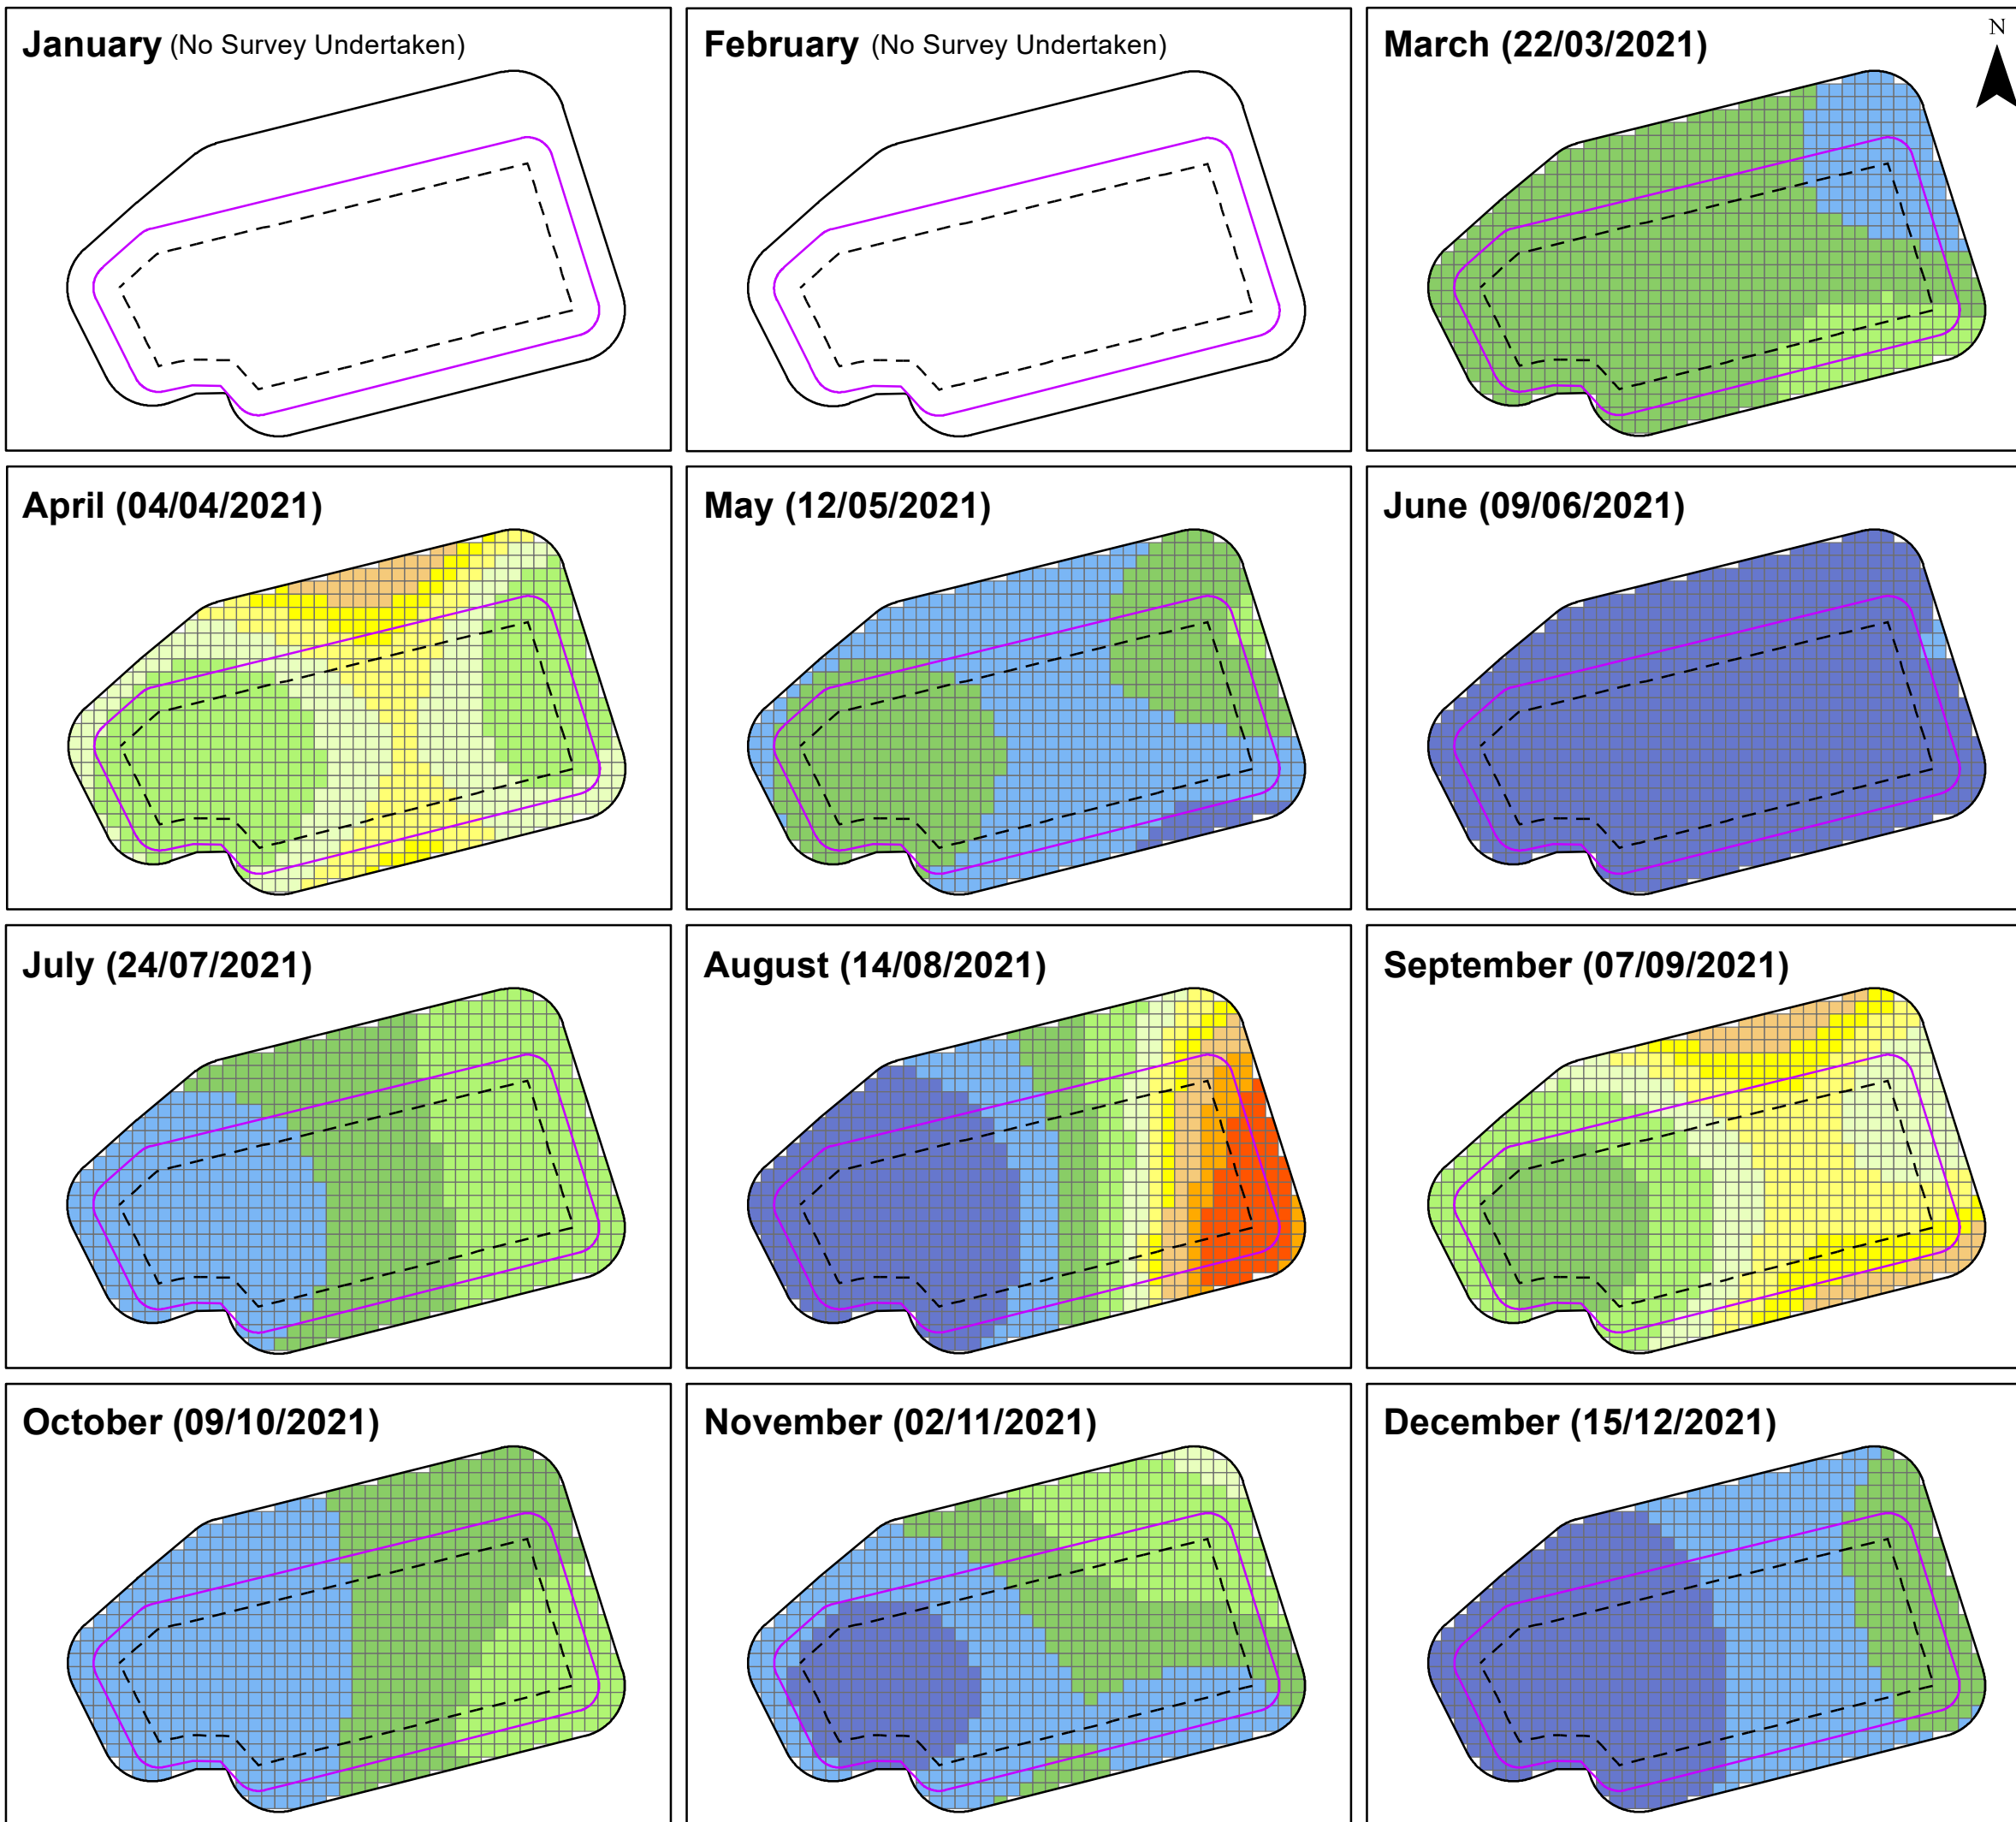 January (No Survey Undertaken)
February (No Survey Undertaken)
March (22/03/2021)
N
April (04/04/2021)
May (12/05/2021)
June (09/06/2021)
July (24/07/2021)
August (14/08/2021)
September (07/09/2021)
October (09/10/2021)
November (02/11/2021)
December (15/12/2021)